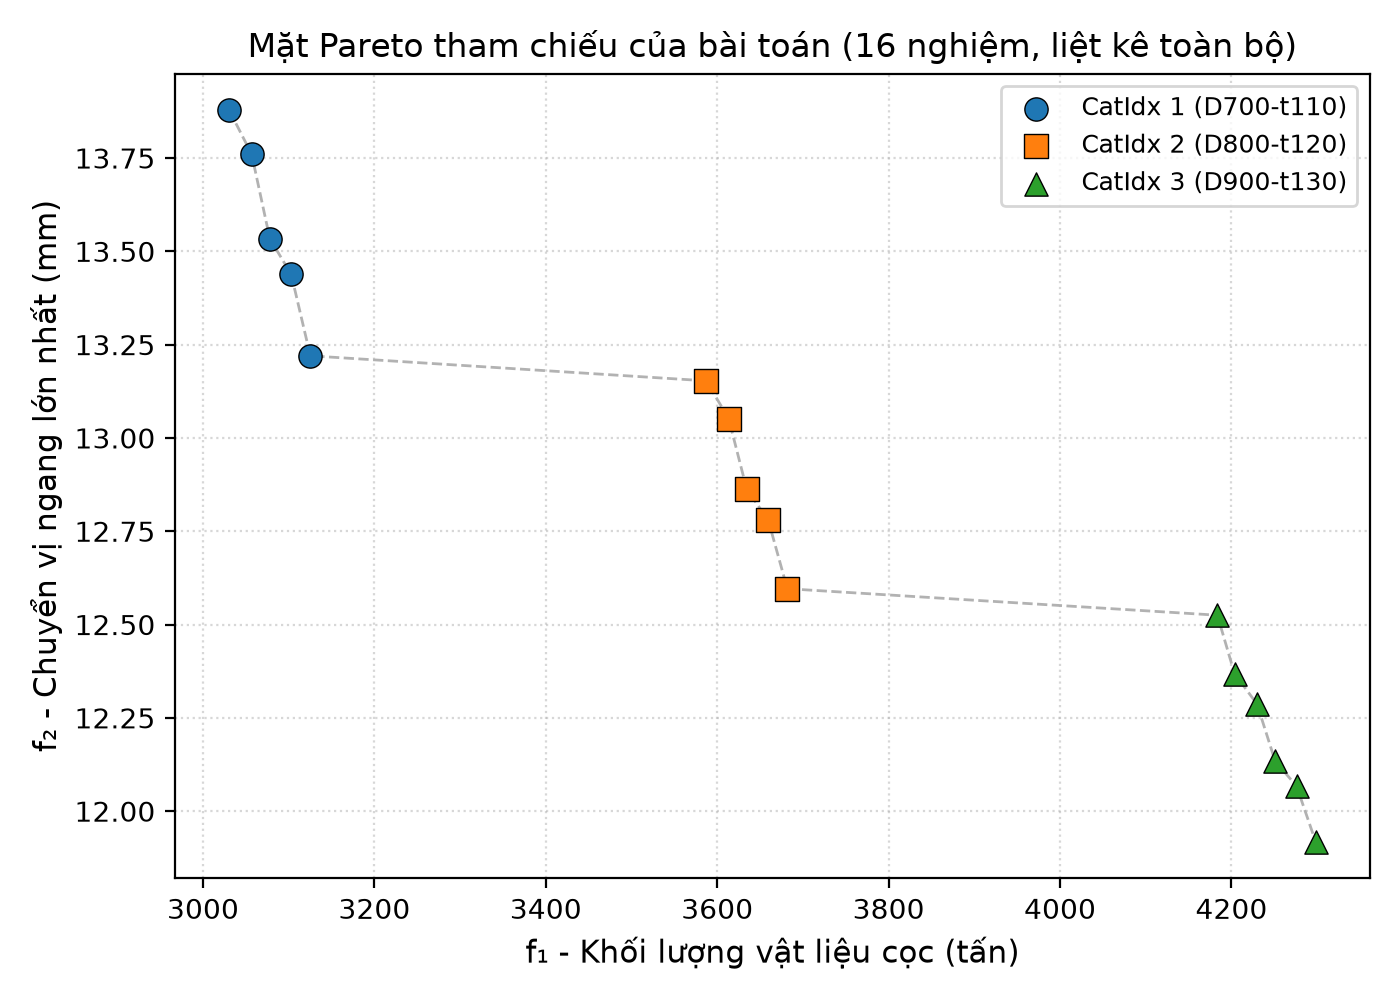 Mặt Pareto tham chiếu của bài toán (16 nghiệm, liệt kê toàn bộ)
CatIdx 1 (D700-t110)
CatIdx 2 (D800-t120)
CatIdx 3 (D900-t130)
f₂ - Chuyển vị ngang lớn nhất (mm)
13.75
13.50
13.25
13.00
12.75
12.50
12.25
12.00
3000 3200 3400 3600 3800 4000 4200
f₁ - Khối lượng vật liệu cọc (tấn)